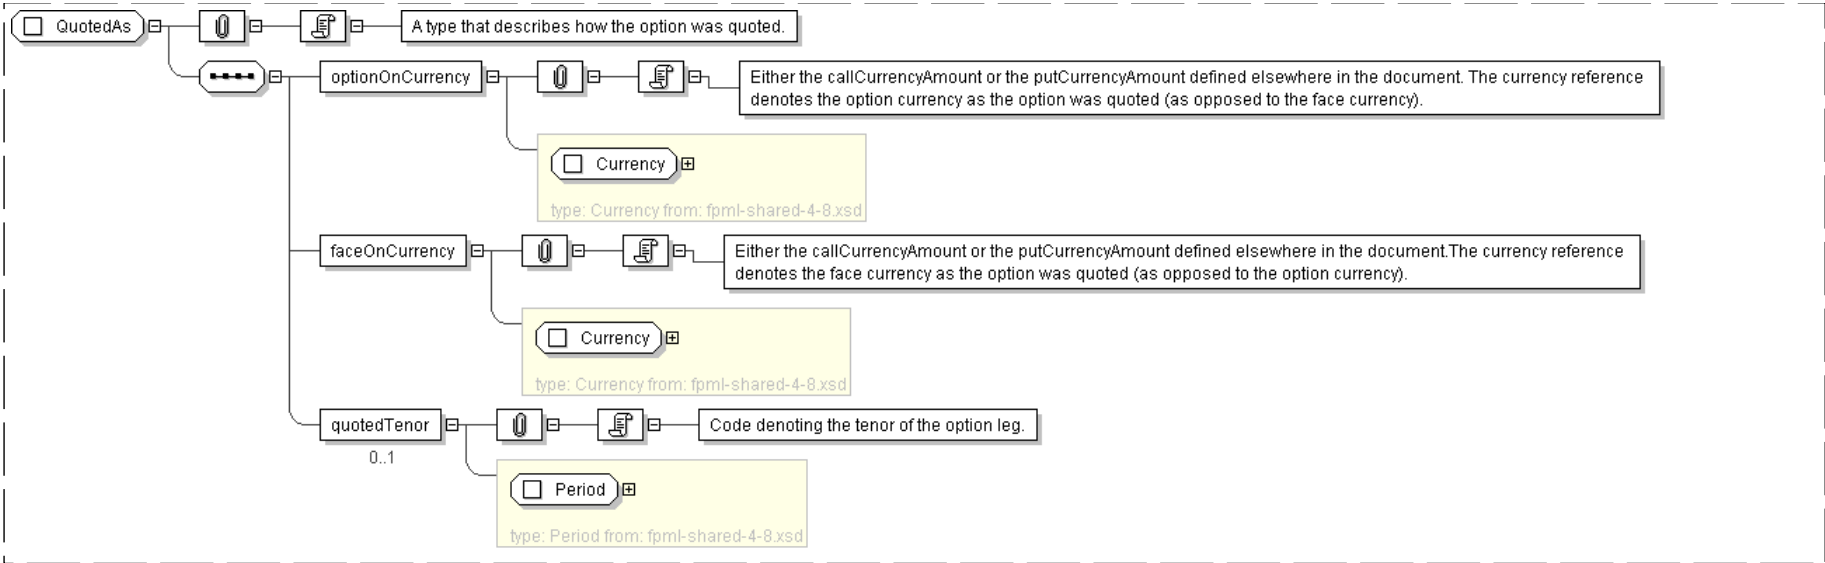 QuotedAs
A type that describes how the option was quoted.
optionOnCurrency
Either the callCurrencyAmount or the putCurrencyAmount defined elsewhere in the document. The currency reference
denotes the option currency as the option was quoted (as opposed to the face currency).
Currency
type: Currency from: fpml-shared-4-8.xsd
faceOnCurrency
Either the callCurrencyAmount or the putCurrencyAmount defined elsewhere in the document.The currency reference
denotes the face currency as the option was quoted (as opposed to the option currency).
Currency
type: Currency from: fpml-shared-4-8.xsd
quotedTenor
Code denoting the tenor of the option leg.
0..1
Period
type: Period from: fpml-shared-4-8.xsd